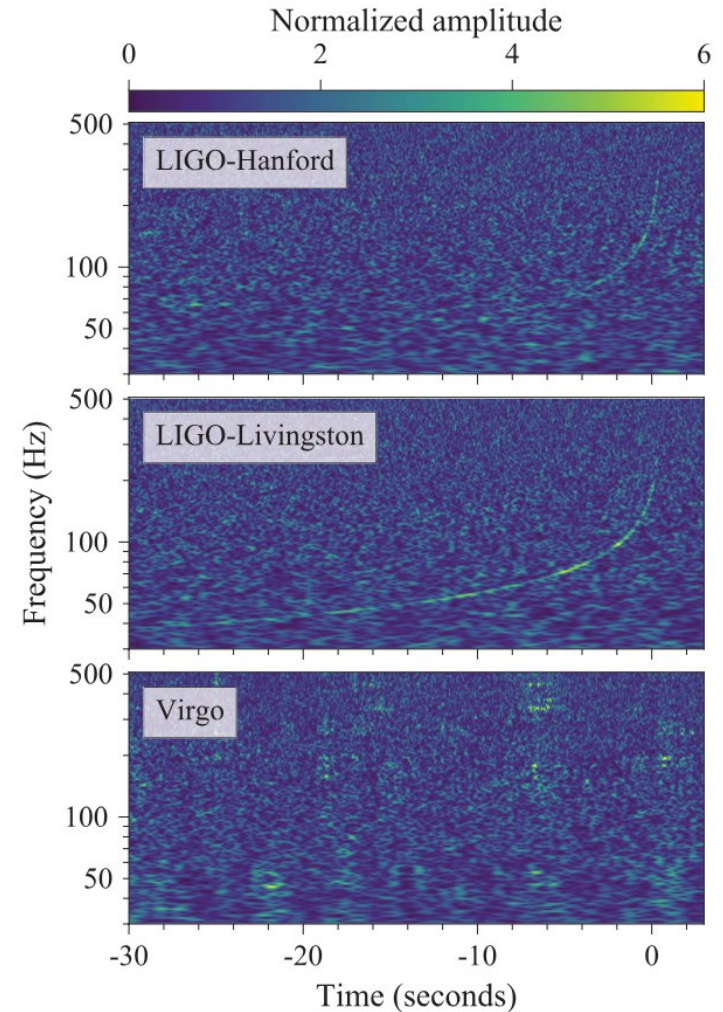 Normalized amplitude
0 2 4 6
500
LIGO-Hanford
100
50
500
LIGO-Livingston
100
50
Frequency (Hz)
500
Virgo
100
50
-30 -20 -10 0
Time (seconds)